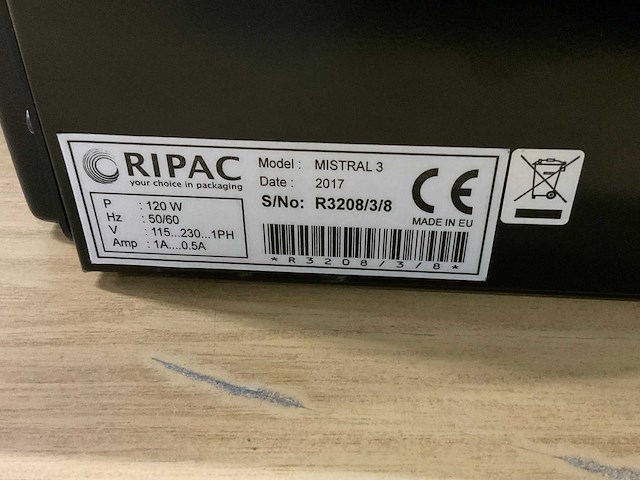 RIPAC
your choice in packaging
Model : MISTRAL 3
Date : 2017
S/No: R3208/3/8
P : 120 W
Hz : 50/60
V : 115...230...1PH
Amp : 1A....0.5A
CE
MADE IN EU
*R3208/3/8*